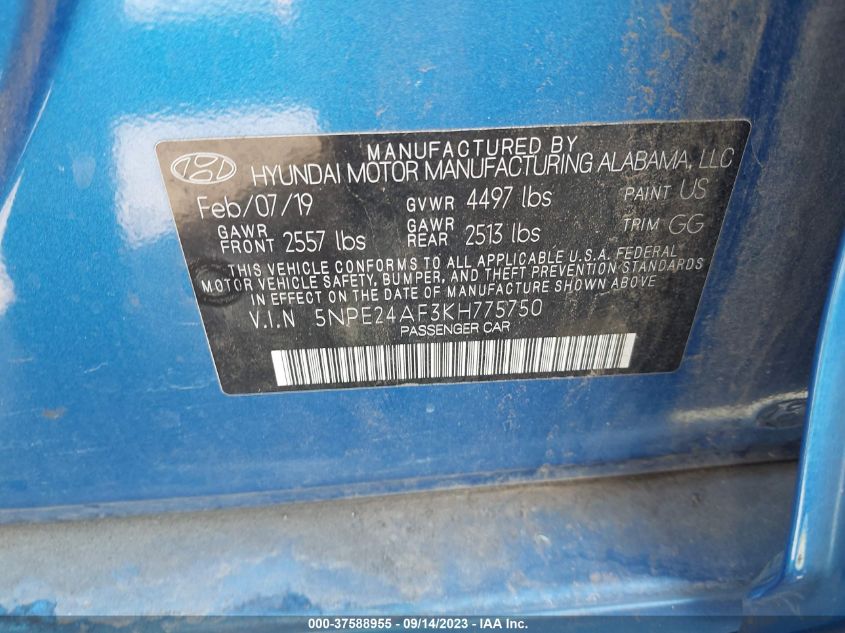 MANUFACTURED BY
HYUNDAI MOTOR MANUFACTURING ALABAMA, LLC
Feb/07/19 GVWR 4497 lbs PAINT US
GAWR FRONT 2557 lbs GAWR REAR 2513 lbs TRIM GG
THIS VEHICLE CONFORMS TO ALL APPLICABLE U.S.A. FEDERAL
MOTOR VEHICLE SAFETY, BUMPER, AND THEFT PREVENTION STANDARDS
IN EFFECT ON THE DATE OF MANUFACTURE SHOWN ABOVE
V.I.N 5NPE24AF3KH775750
PASSENGER CAR
000-37588955 - 09/14/2023 - IAA Inc.